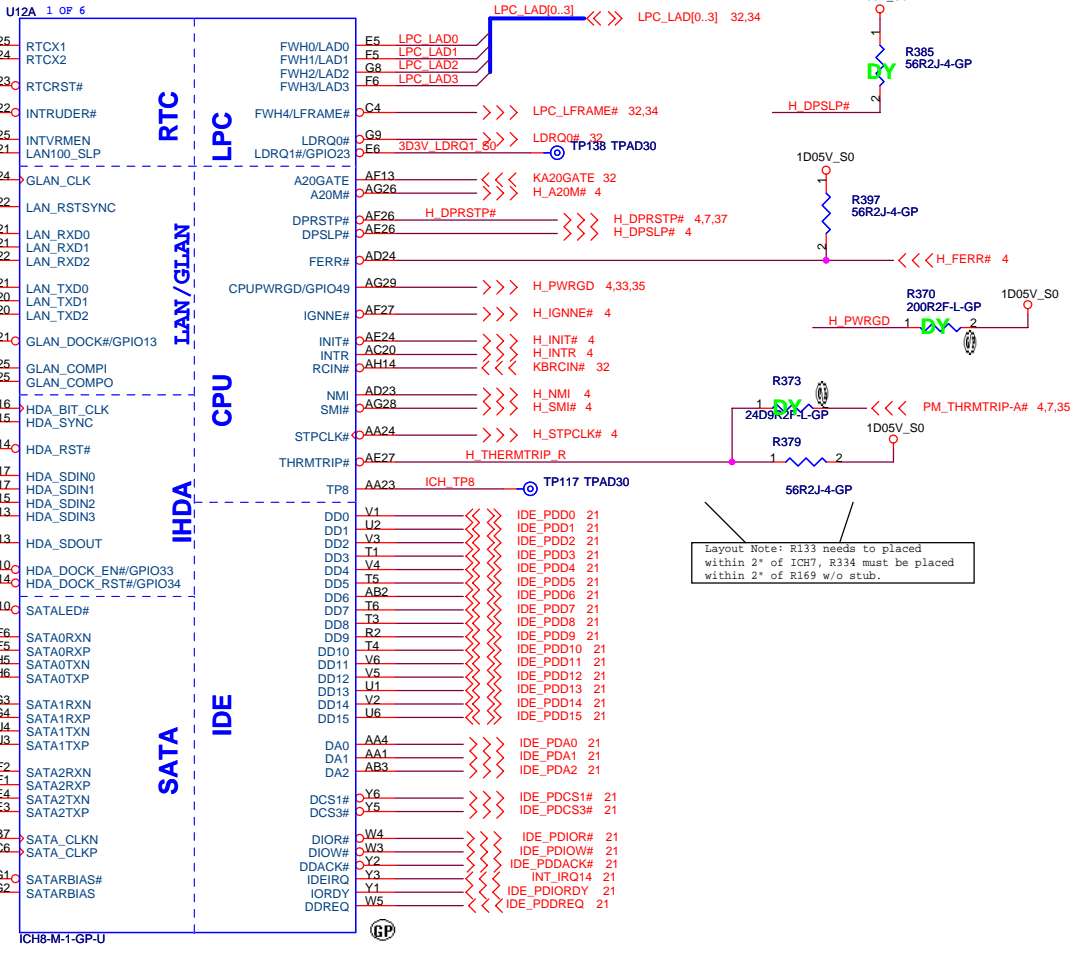 U12A 1 OF 6
RTCX1
RTCX2
RTCRST#
INTRUDER#
INTVRMEN
LAN100_SLP
GLAN_CLK
LAN_RSTSYNC
LAN_RXD0
LAN_RXD1
LAN_RXD2
LAN_TXD0
LAN_TXD1
LAN_TXD2
GLAN_DOCK#/GPIO13
GLAN_COMPI
GLAN_COMPO
HDA_BIT_CLK
HDA_SYNC
HDA_RST#
HDA_SDIN0
HDA_SDIN1
HDA_SDIN2
HDA_SDIN3
HDA_SDOUT
HDA_DOCK_EN#/GPIO33
HDA_DOCK_RST#/GPIO34
SATALED#
SATA0RXN
SATA0RXP
SATA0TXN
SATA0TXP
SATA1RXN
SATA1RXP
SATA1TXN
SATA1TXP
SATA2RXN
SATA2RXP
SATA2TXN
SATA2TXP
SATA_CLKN
SATA_CLKP
SATARBIAS#
SATARBIAS
ICH8-M-1-GP-U
RTC
LAN/GLAN
IHDA
SATA
LPC
CPU
IDE
LPC_LAD[0..3]
LPC_LAD[0..3] 32,34
FWH0/LAD0 E5 LPC_LAD0
FWH1/LAD1 F5 LPC_LAD1
FWH2/LAD2 G8 LPC_LAD2
FWH3/LAD3 F6 LPC_LAD3
FWH4/LFRAME# C4 LPC_LFRAME# 32,34
LDRQ0# G9 LDRQ0# 32
LDRQ1#/GPIO23 E6 3D3V_LDRQ1_S0 TP138 TPAD30
A20GATE AF13 KA20GATE 32
A20M# AG26 H_A20M# 4
DPRSTP# AF26 H_DPRSTP# H_DPRSTP# 4,7,37
DPSLP# AE26 H_DPSLP# 4
FERR# AD24 H_FERR# 4
CPUPWRGD/GPIO49 AG29 H_PWRGD 4,33,35
IGNNE# AF27 H_IGNNE# 4
INIT# AE24 H_INIT# 4
INTR AC20 H_INTR 4
RCIN# AH14 KBRCIN# 32
NMI AD23 H_NMI 4
SMI# AG28 H_SMI# 4
STPCLK# AA24 H_STPCLK# 4
THRMTRIP# AE27 H_THERMTRIP_R
TP8 AA23 ICH_TP8 TP117 TPAD30
DD0 V1 IDE_PDD0 21
DD1 U2 IDE_PDD1 21
DD2 V3 IDE_PDD2 21
DD3 T1 IDE_PDD3 21
DD4 V4 IDE_PDD4 21
DD5 T5 IDE_PDD5 21
DD6 AB2 IDE_PDD6 21
DD7 T6 IDE_PDD7 21
DD8 T3 IDE_PDD8 21
DD9 R2 IDE_PDD9 21
DD10 T4 IDE_PDD10 21
DD11 V6 IDE_PDD11 21
DD12 V5 IDE_PDD12 21
DD13 U1 IDE_PDD13 21
DD14 V2 IDE_PDD14 21
DD15 U6 IDE_PDD15 21
DA0 AA4 IDE_PDA0 21
DA1 AA1 IDE_PDA1 21
DA2 AB3 IDE_PDA2 21
DCS1# Y6 IDE_PDCS1# 21
DCS3# Y5 IDE_PDCS3# 21
DIOR# W4 IDE_PDIOR# 21
DIOW# W3 IDE_PDIOW# 21
DDACK# Y2 IDE_PDDACK# 21
IDEIRQ Y3 INT_IRQ14 21
IORDY Y1 IDE_PDIORDY 21
DDREQ W5 IDE_PDDREQ 21
GP
1
R385
56R2J-4-GP
DY
2
H_DPSLP#
1D05V_S0
1
R397
56R2J-4-GP
2
R370
200R2F-L-GP
1D05V_S0
H_PWRGD 1 DY 2
R373
1 DY 2
24D9R2F-L-GP
PM_THRMTRIP-A# 4,7,35
1D05V_S0
R379
1 2
56R2J-4-GP
Layout Note: R133 needs to placed
within 2" of ICH7, R334 must be placed
within 2" of R169 w/o stub.